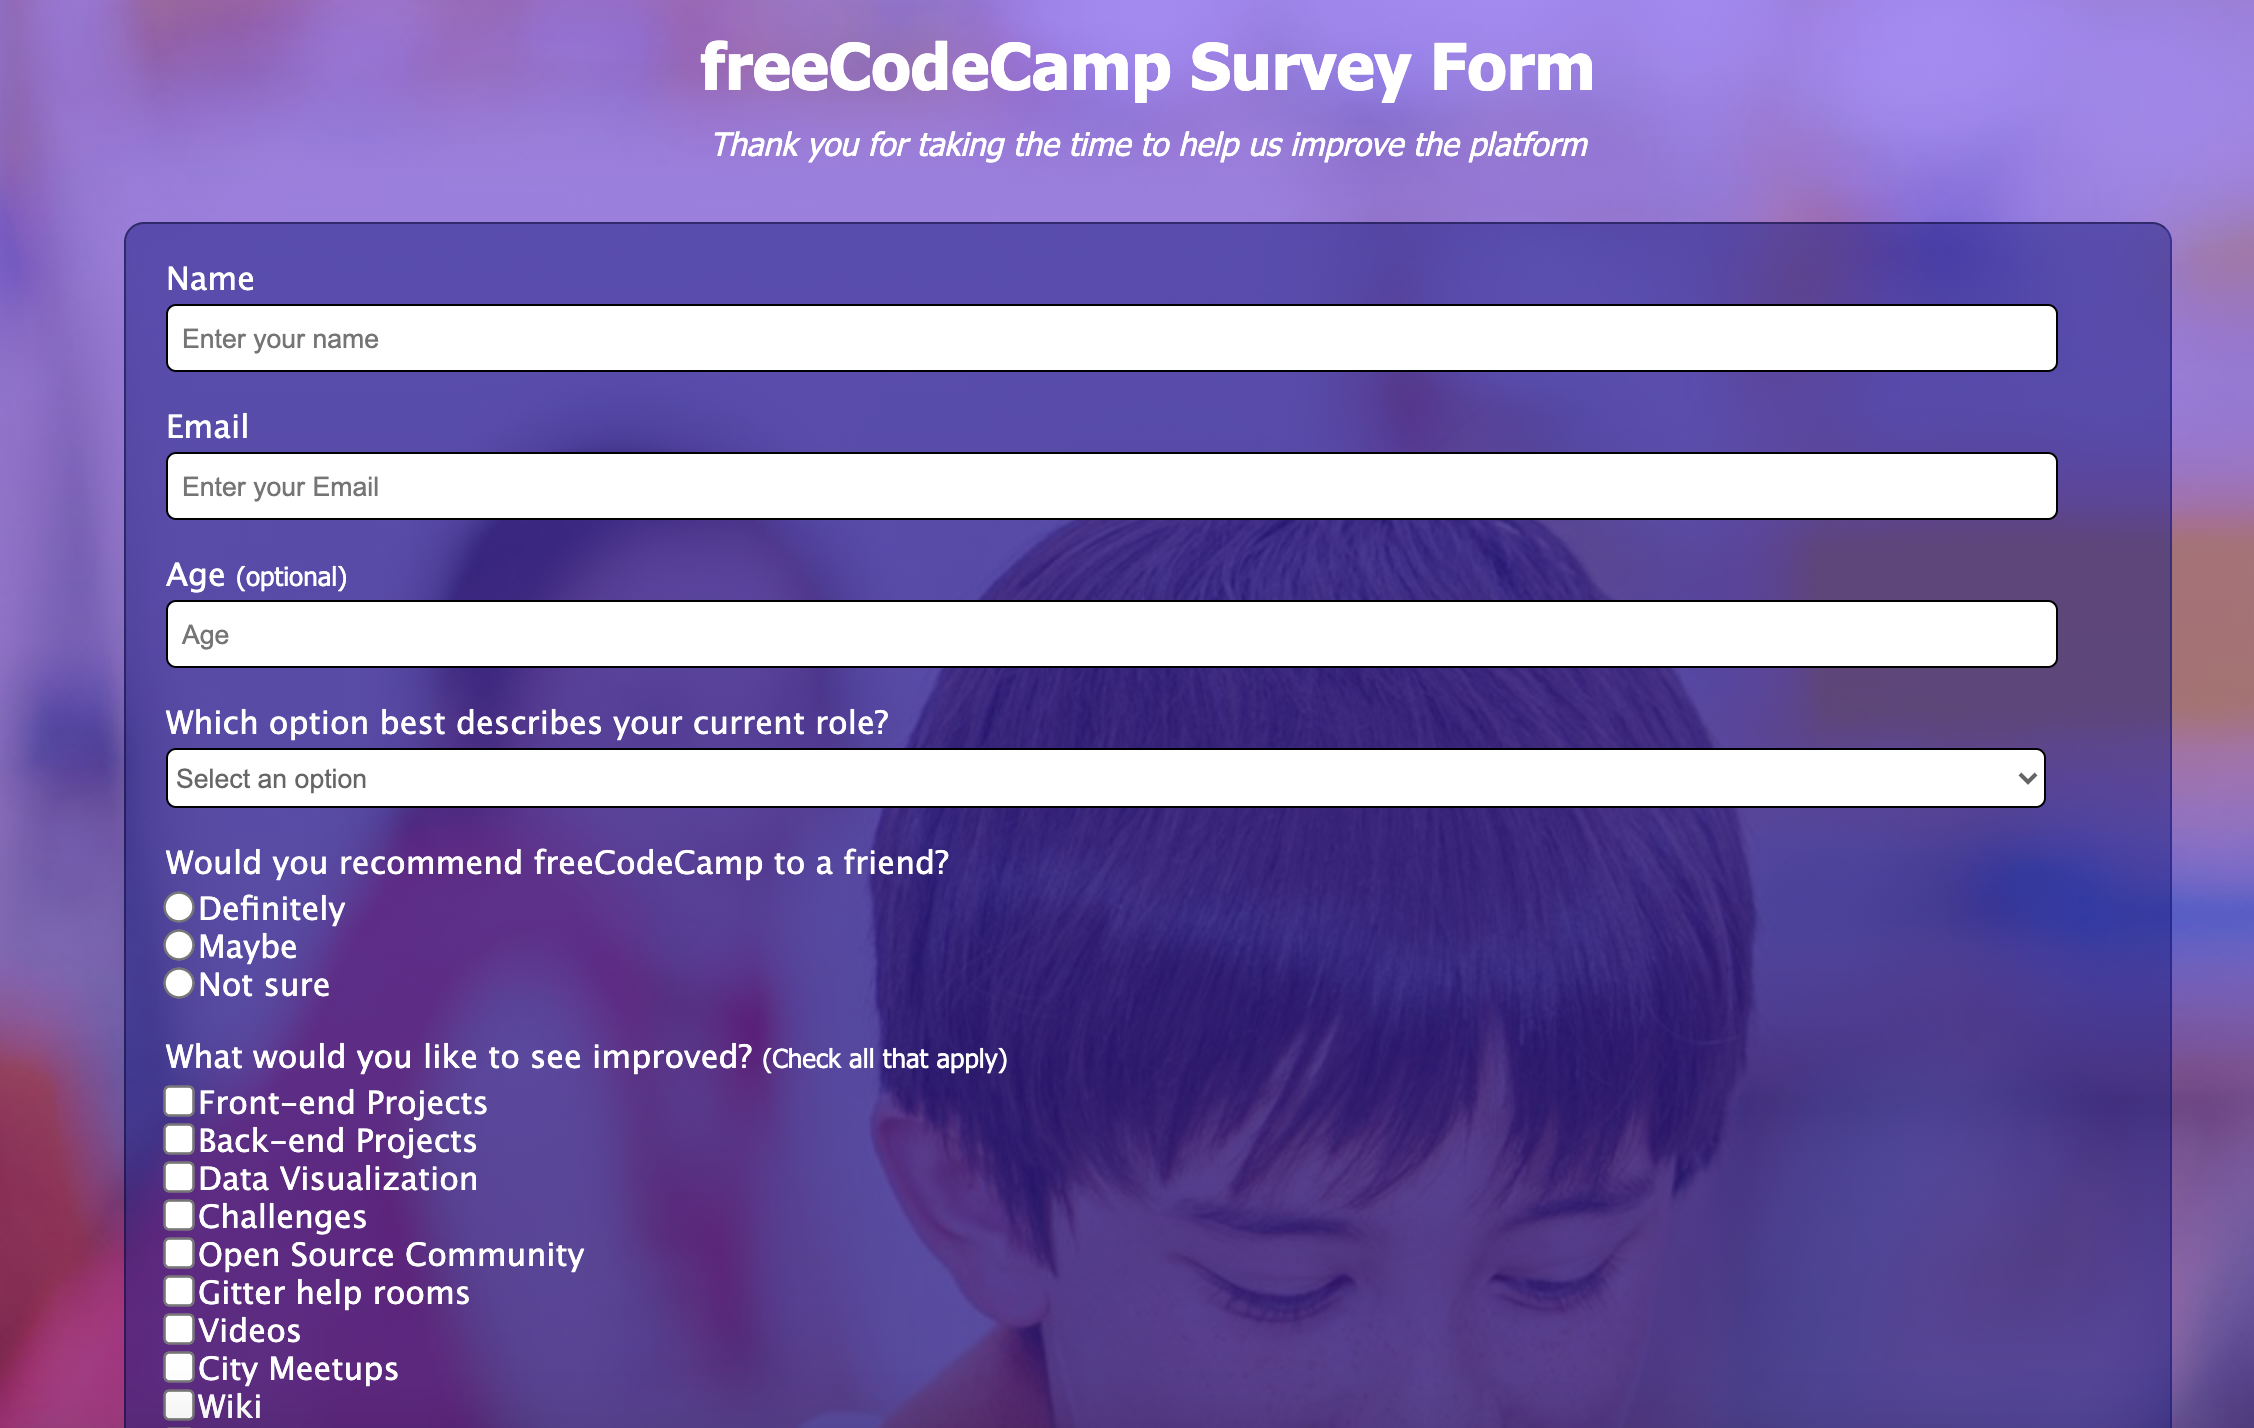 freeCodeCamp Survey Form
Thank you for taking the time to help us improve the platform
Name
Enter your name
Email
Enter your Email
Age (optional)
Age
Which option best describes your current role?
Select an option
Would you recommend freeCodeCamp to a friend?
Definitely
Maybe
Not sure
What would you like to see improved? (Check all that apply)
Front-end Projects
Back-end Projects
Data Visualization
Challenges
Open Source Community
Gitter help rooms
Videos
City Meetups
Wiki